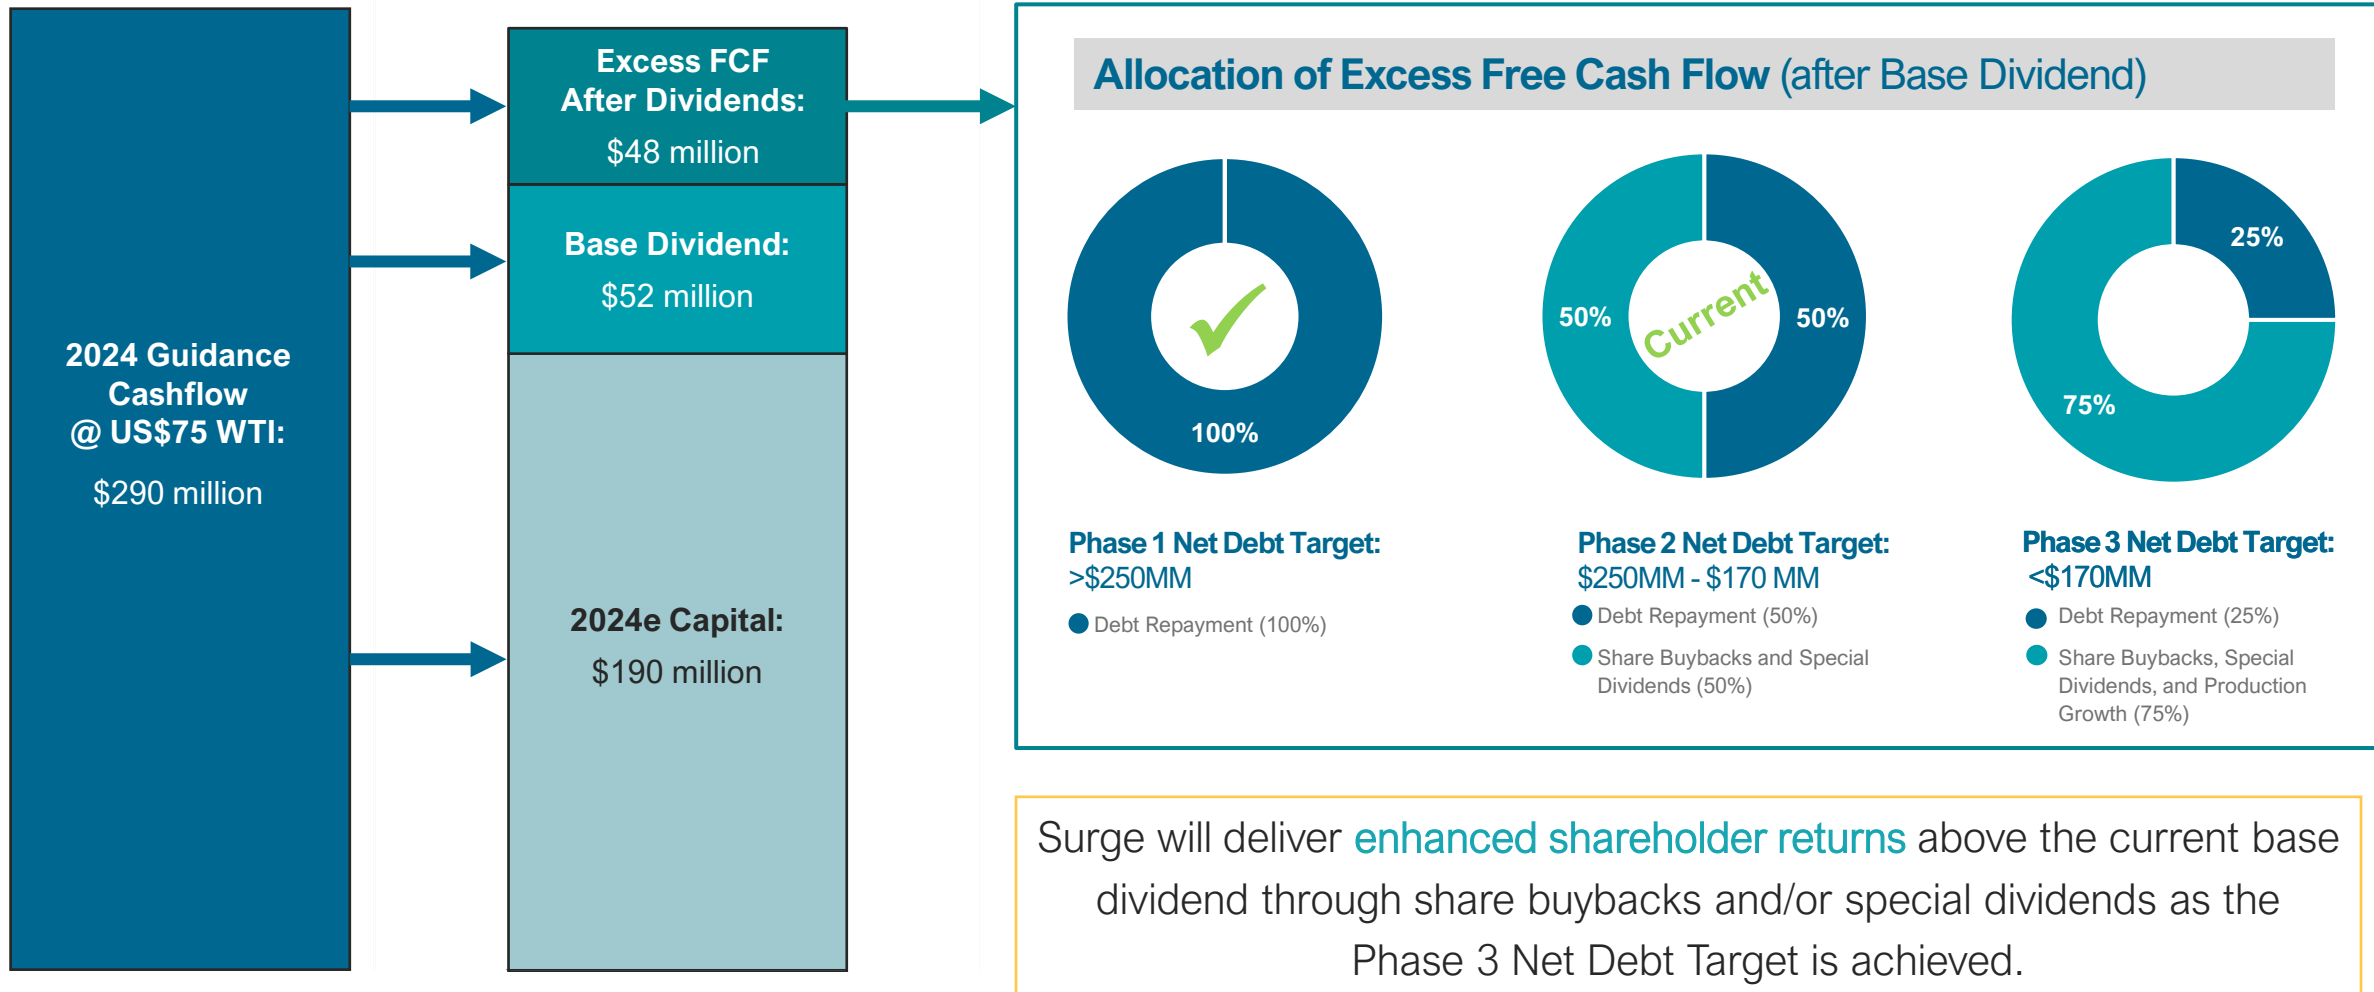 2024 Guidance
Cashflow
@ US$75 WTI:
$290 million
Excess FCF
After Dividends:
$48 million
Base Dividend:
$52 million
2024e Capital:
$190 million
Allocation of Excess Free Cash Flow (after Base Dividend)
100%
50%
Current
50%
25%
75%
Phase 1 Net Debt Target:
>$250MM
Debt Repayment (100%)
Phase 2 Net Debt Target:
$250MM - $170 MM
Debt Repayment (50%)
Share Buybacks and Special
Dividends (50%)
Phase 3 Net Debt Target:
<$170MM
Debt Repayment (25%)
Share Buybacks, Special
Dividends, and Production
Growth (75%)
Surge will deliver enhanced shareholder returns above the current base
dividend through share buybacks and/or special dividends as the
Phase 3 Net Debt Target is achieved.